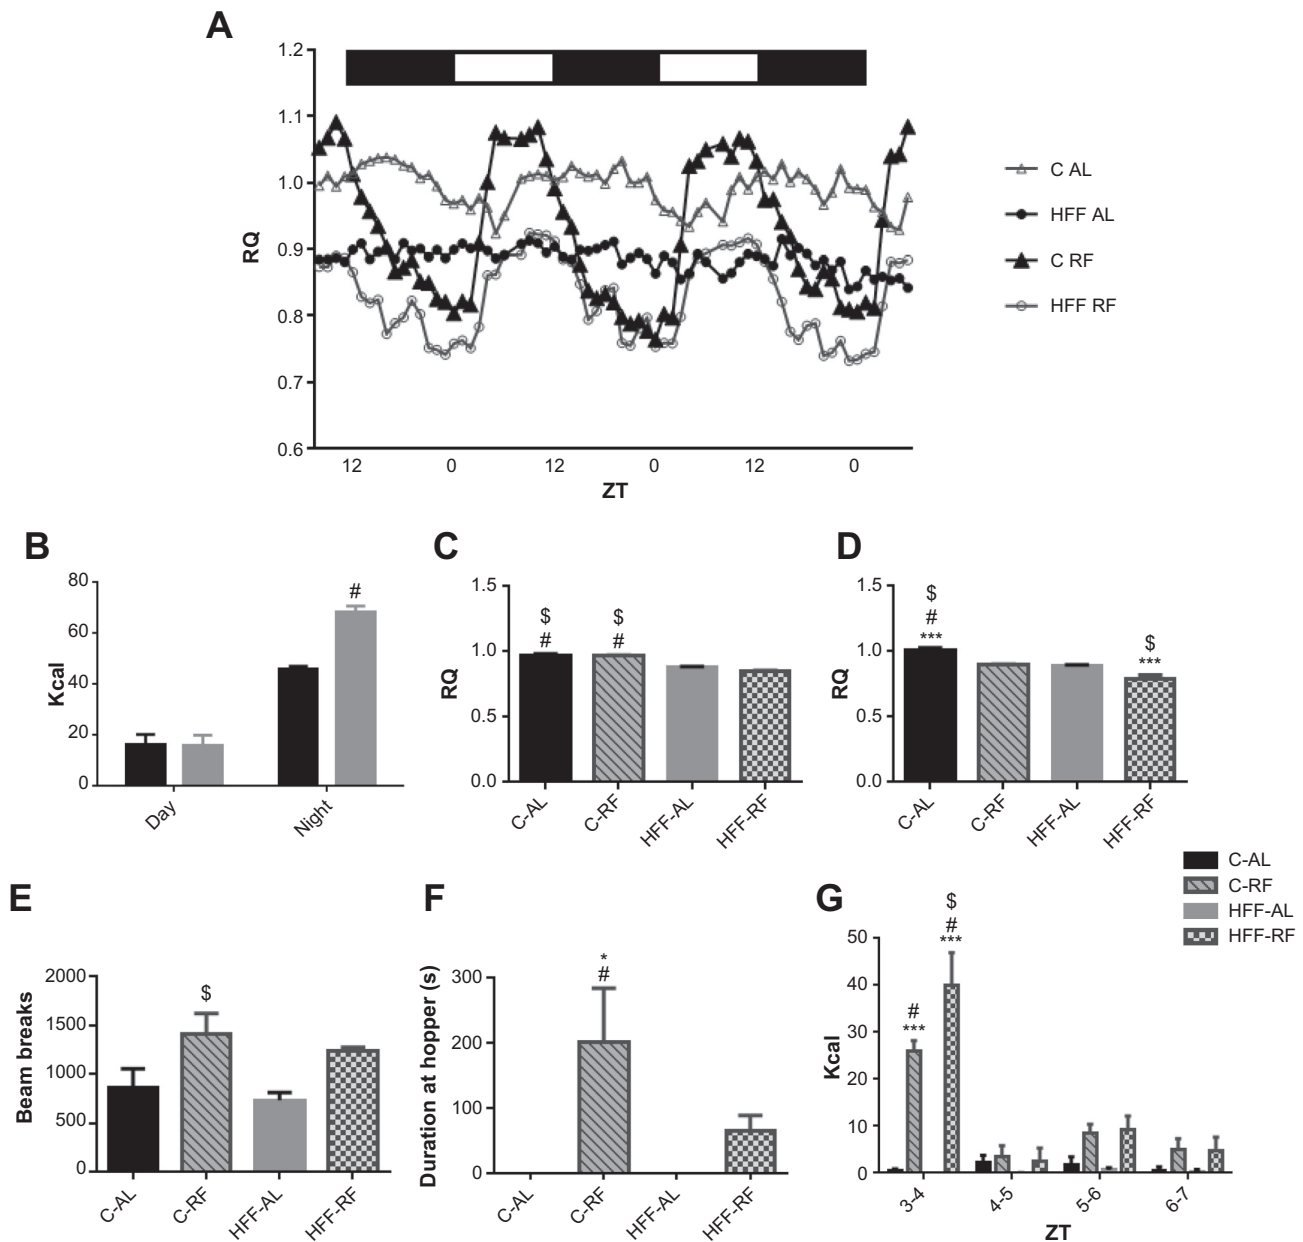 A
1.2
1.1
1.0
0.9
0.8
0.7
0.6
RQ
12 0 12 0 12 0
ZT
C AL
HFF AL
C RF
HFF RF
B
80
60
40
20
0
Kcal
#
Day Night
C
1.5
1.0
0.5
0.0
RQ
$ $
# #
C-AL C-RF HFF-AL HFF-RF
D
1.5
1.0
0.5
0.0
RQ
$
#
***
$
***
C-AL C-RF HFF-AL HFF-RF
C-AL
C-RF
HFF-AL
HFF-RF
E
2000
1500
1000
500
0
Beam breaks
$
C-AL C-RF HFF-AL HFF-RF
F
300
200
100
0
Duration at hopper (s)
*
#
C-AL C-RF HFF-AL HFF-RF
G
50
40
30
20
10
0
Kcal
#
***
$
#
***
3-4 4-5 5-6 6-7
ZT